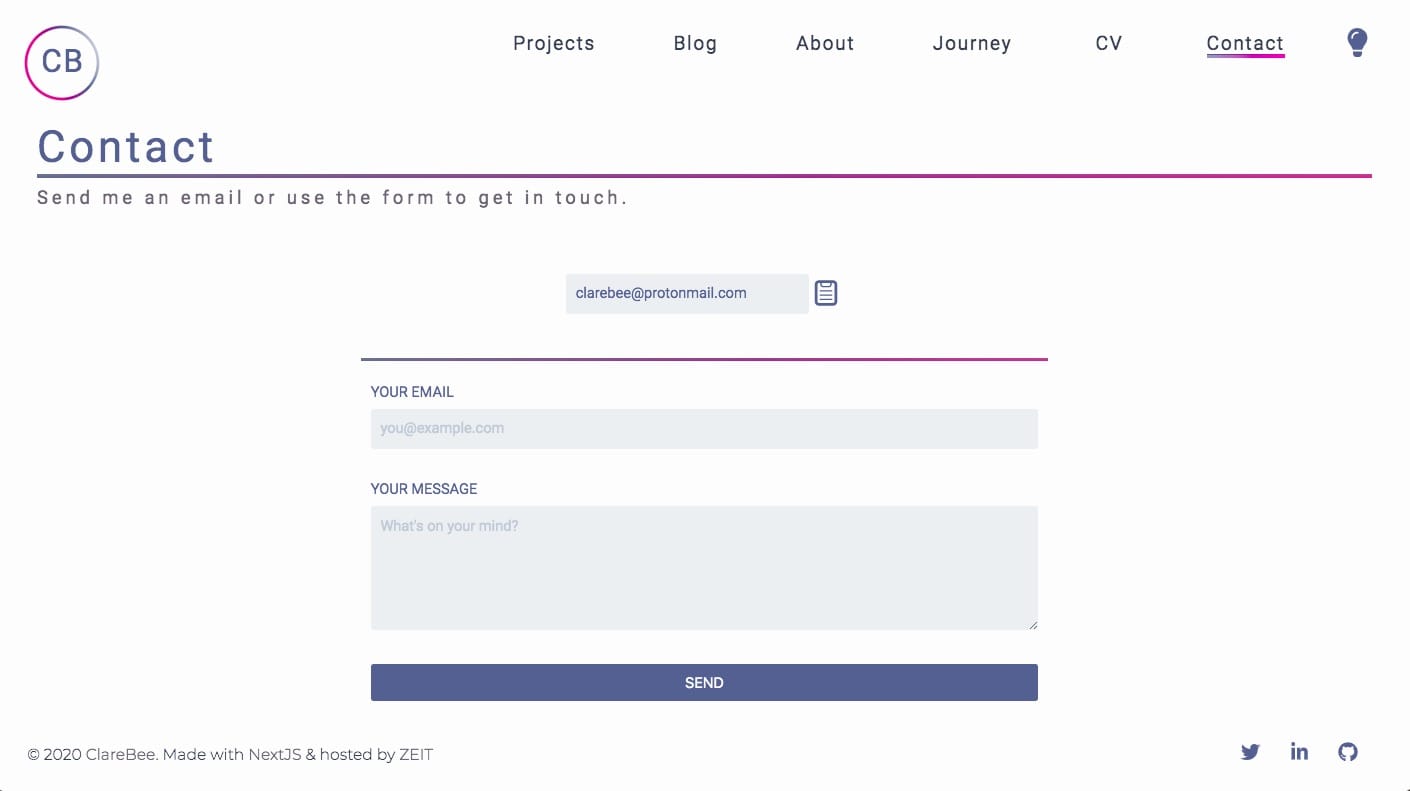 CB
Projects Blog About Journey CV Contact
Contact
Send me an email or use the form to get in touch.
clarebee@protonmail.com
YOUR EMAIL
you@example.com
YOUR MESSAGE
What's on your mind?
SEND
© 2020 ClareBee. Made with NextJS & hosted by ZEIT